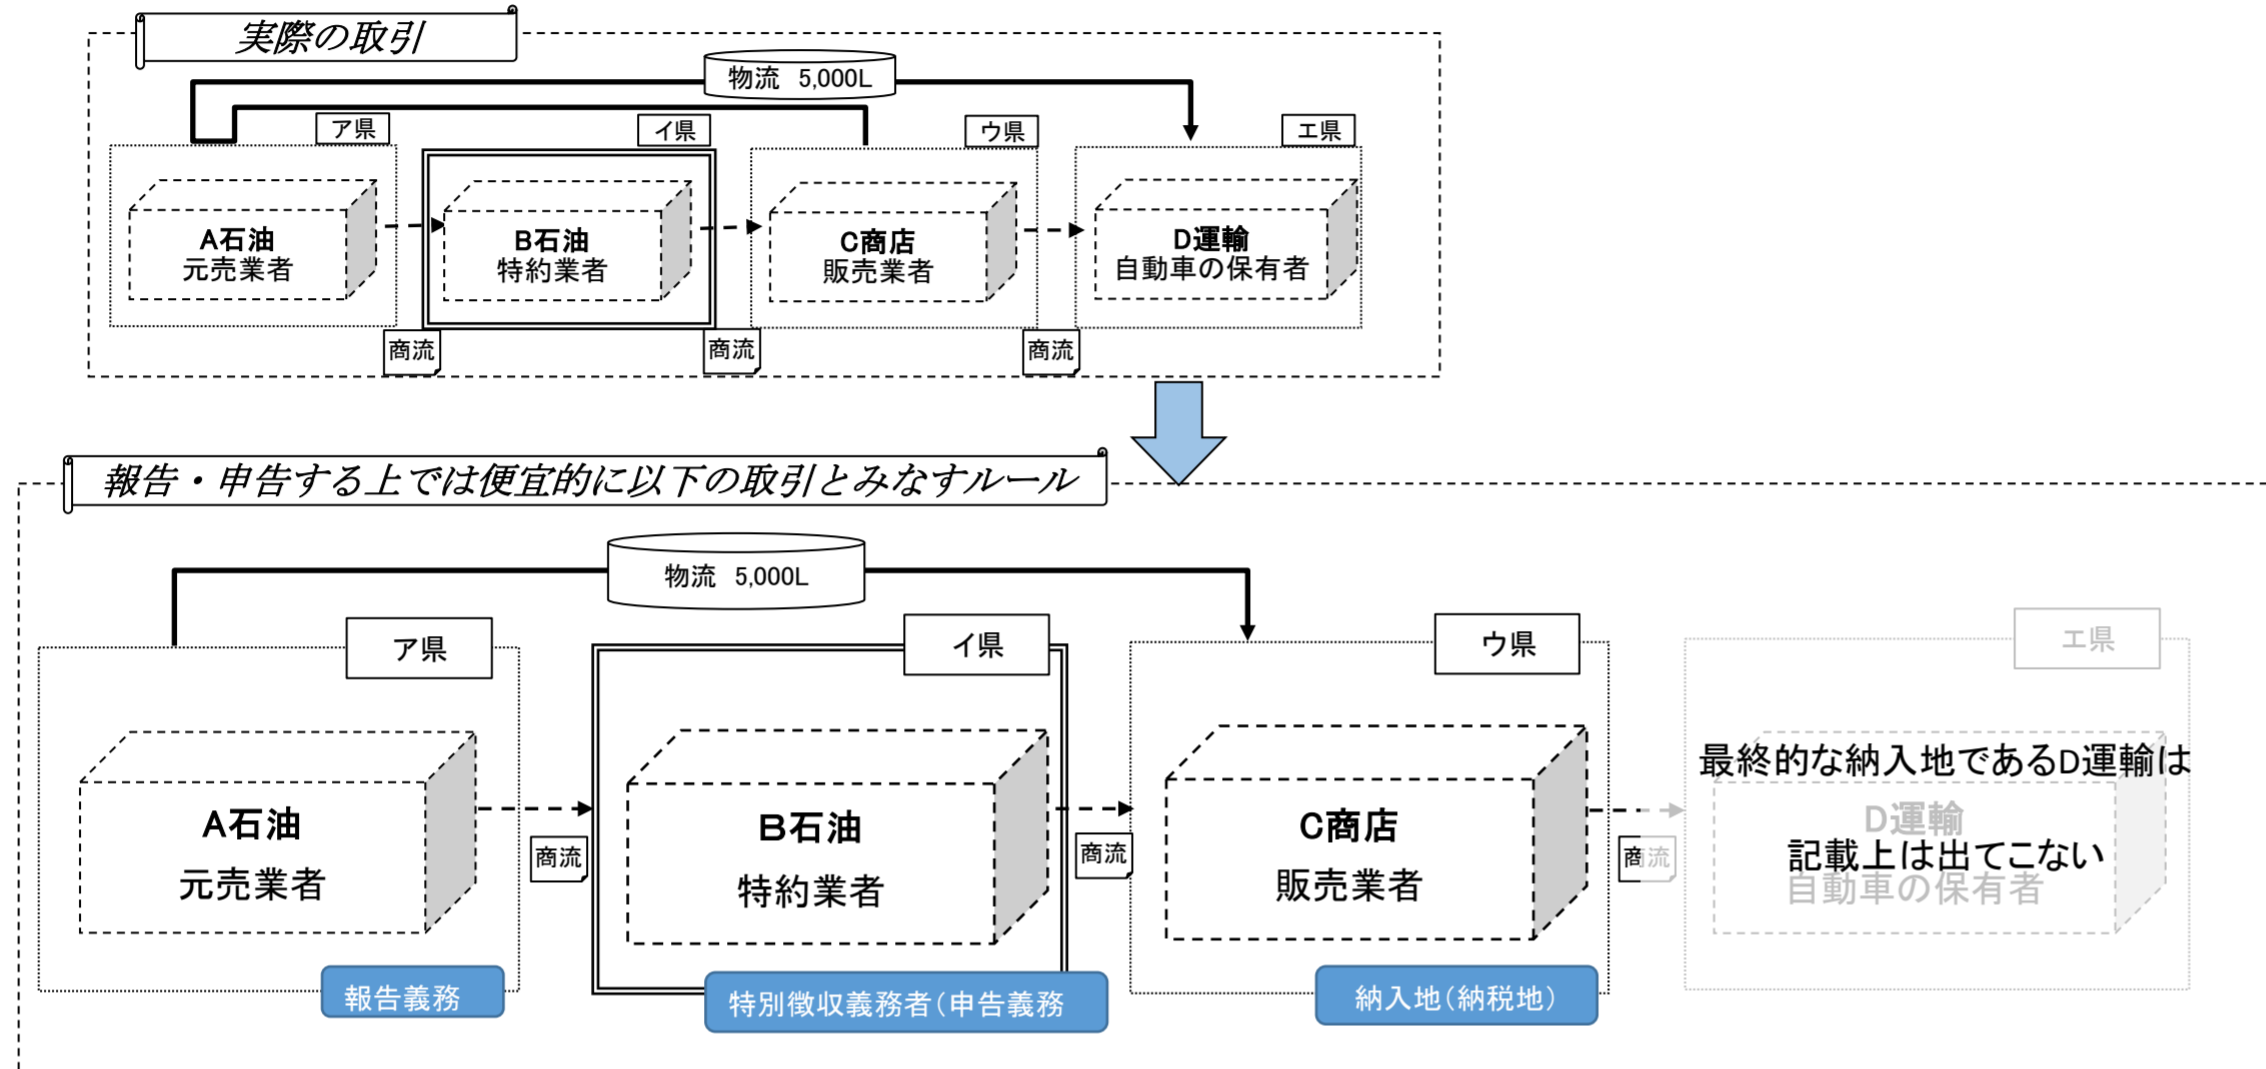 実際の取引
物流　5,000L
ア県
イ県
ウ県
エ県
A石油
元売業者
B石油
特約業者
C商店
販売業者
D運輸
自動車の保有者
商流
商流
商流
報告・申告する上では便宜的に以下の取引とみなすルール
物流　5,000L
ア県
イ県
ウ県
エ県
A石油
元売業者
B石油
特約業者
C商店
販売業者
最終的な納入地であるD運輸は
D運輸
記載上は出てこない
自動車の保有者
商流
商流
商流
報告義務
特別徴収義務者（申告義務
納入地（納税地）